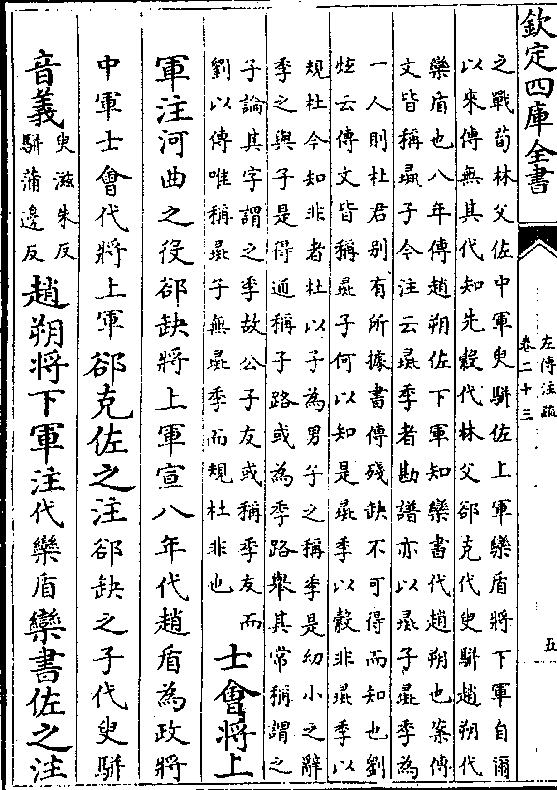 欽定四庫全書
左傳注疏
卷二十三
五
之戰荀林父佐中軍臾駢佐上軍欒盾將下軍自爾
以來傳無其代知先縠代林父郤克代臾駢趙朔代
欒盾也八年傳趙朔佐下軍知欒書代趙朔也案傳
文皆稱彘子今注云彘季者勘譜亦以彘子彘季為
一人則杜君别有所據書傳殘缺不可得而知也劉
炫云傳文皆稱彘子何以知是彘季以縠非彘季以
規杜今知非者杜以子為男子之稱季是幼小之辭
季之與子是得通稱子路或為季路舉其常稱謂之
子論其字謂之季故公子友或稱季友而
劉以傳唯稱彘子無彘季而規杜非也
士會將上
軍注河曲之役郤缺將上軍宣八年代趙盾為政將
中軍士會代將上軍郤克佐之注郤缺之子代臾駢
音義臾滋朱反
駢蒲邊反
趙朔將下軍注代欒盾欒書佐之注